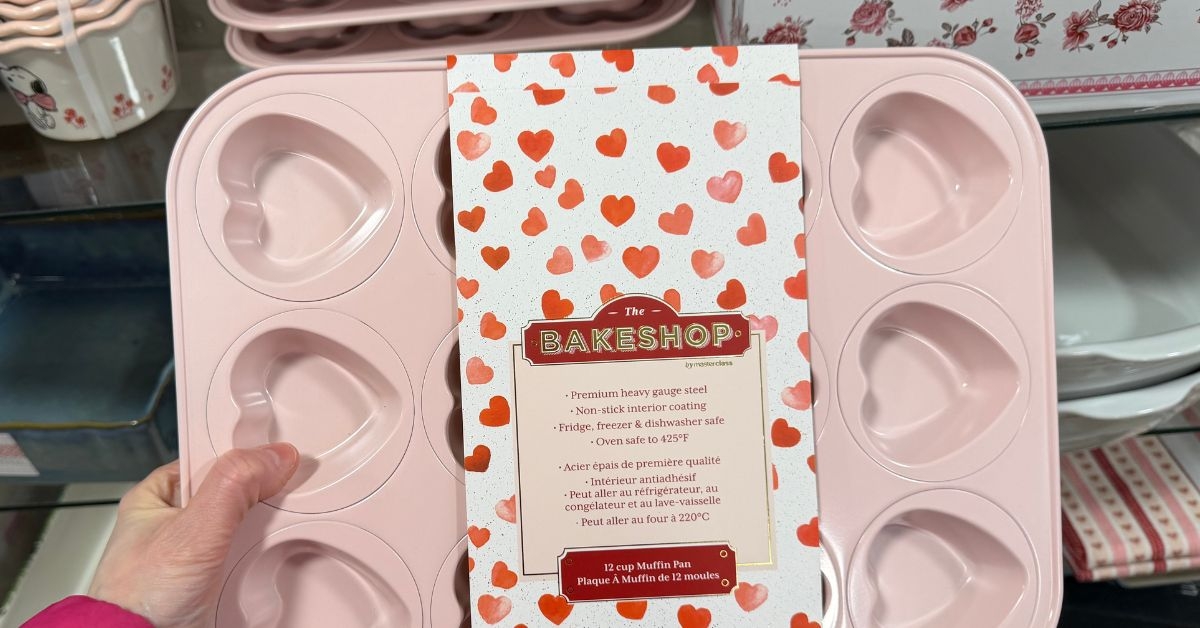 The
BAKESHOP
by masterclass
· Premium heavy gauge steel
· Non-stick interior coating
· Fridge, freezer & dishwasher safe
· Oven safe to 425°F
· Acier épais de première qualité
· Intérieur antiadhésif
· Peut aller au réfrigérateur, au
congélateur et au lave-vaisselle
· Peut aller au four à 220°C
12 cup Muffin Pan
Plaque À Muffin de 12 moules